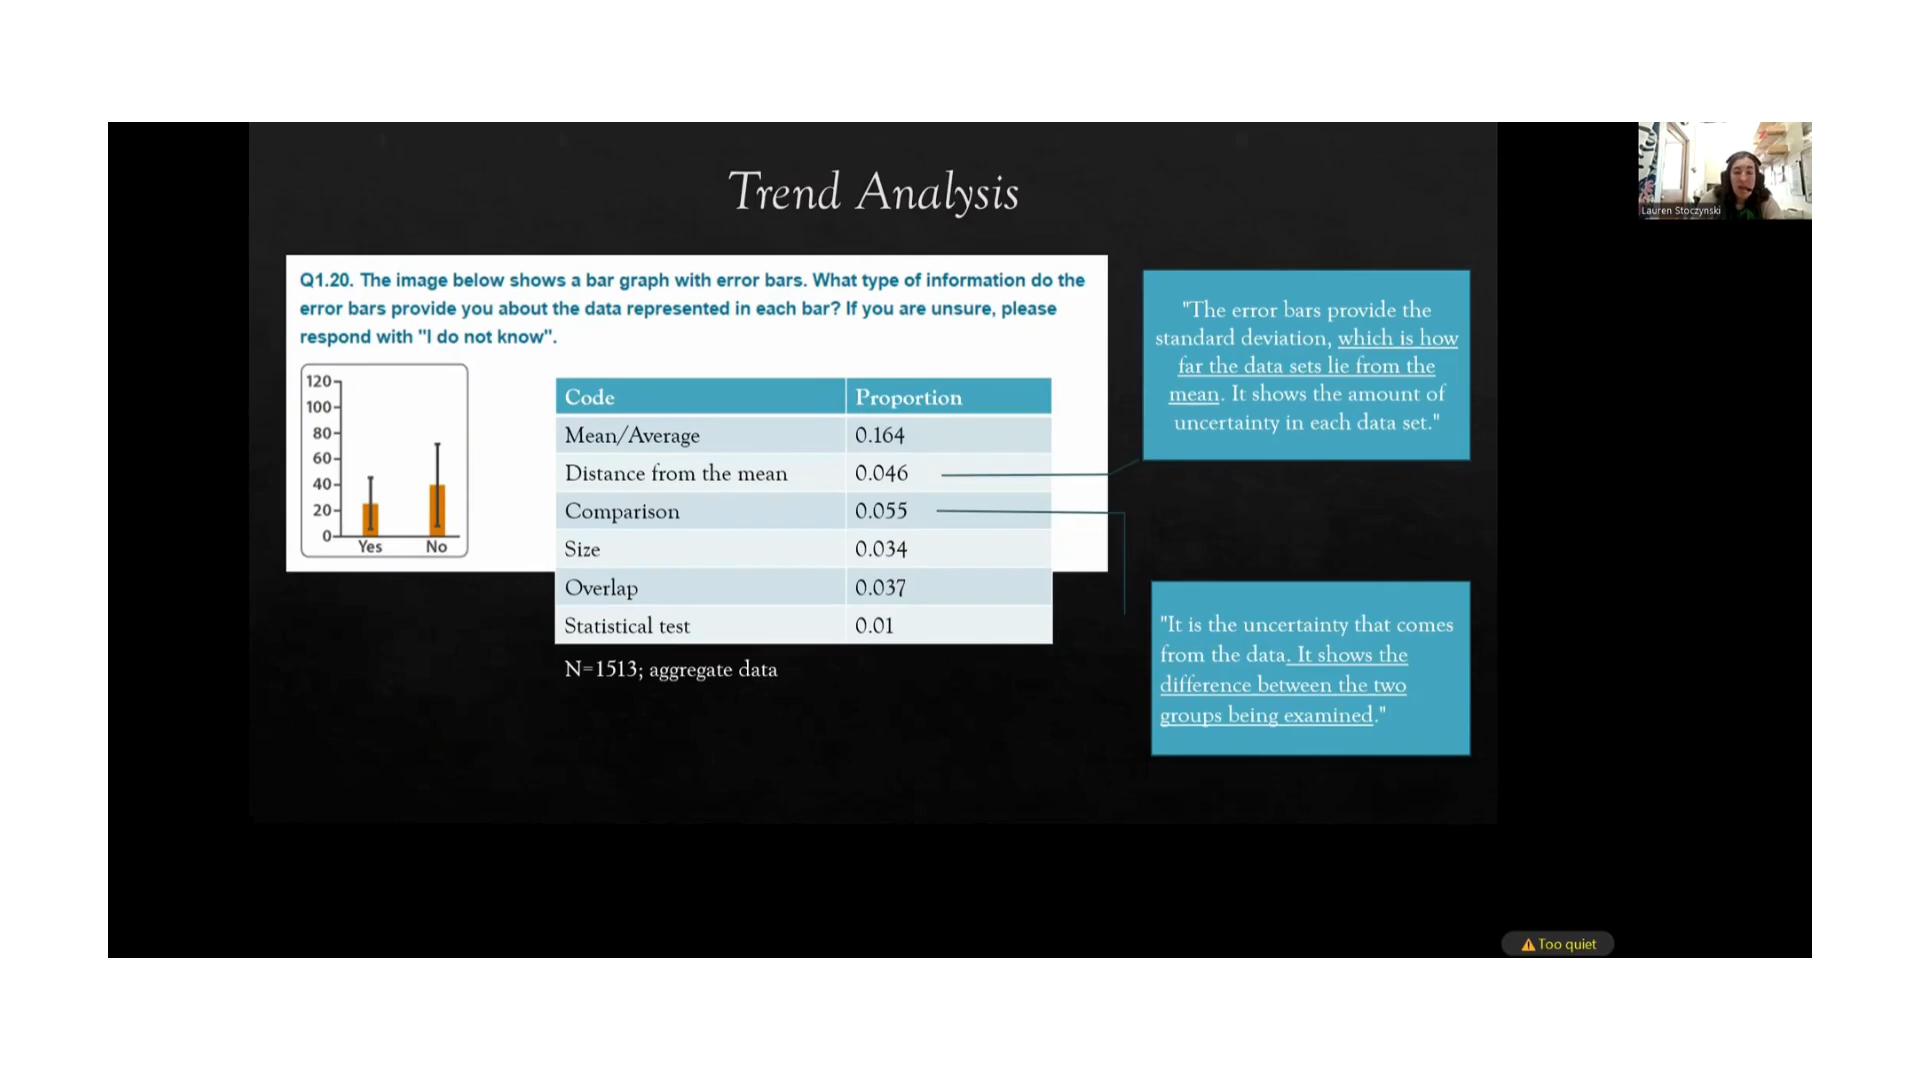 Trend Analysis
Lauren Stoczynski
Q1.20. The image below shows a bar graph with error bars. What type of information do the
error bars provide you about the data represented in each bar? If you are unsure, please
respond with "I do not know".
120
100
80
60
40
20
0
Yes No
Code Proportion
Mean/Average 0.164
Distance from the mean 0.046
Comparison 0.055
Size 0.034
Overlap 0.037
Statistical test 0.01
N=1513; aggregate data
"The error bars provide the
standard deviation, which is how
far the data sets lie from the
mean. It shows the amount of
uncertainty in each data set."
"It is the uncertainty that comes
from the data. It shows the
difference between the two
groups being examined."
Too quiet